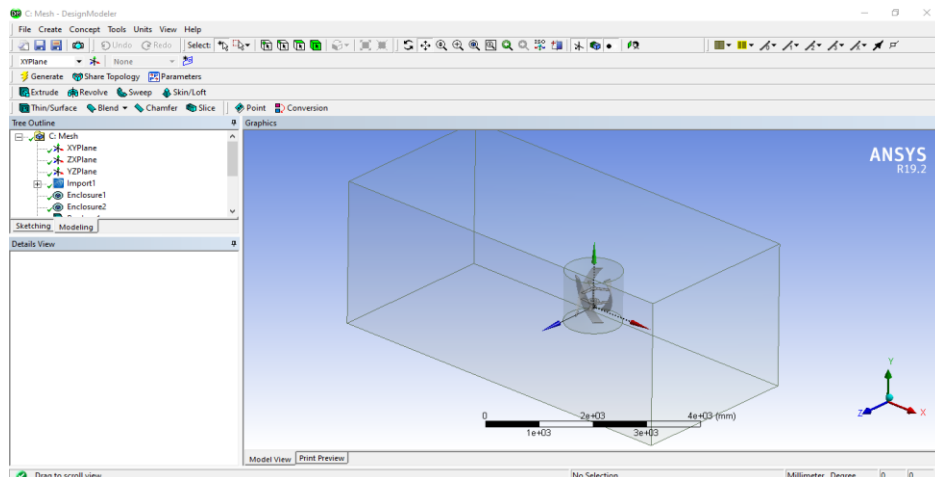 C: Mesh - DesignModeler
File Create Concept Tools Units View Help
Undo Redo Select:
XYPlane None
Generate Share Topology Parameters
Extrude Revolve Sweep Skin/Loft
Thin/Surface Blend Chamfer Slice Point Conversion
Tree Outline
C: Mesh
XYPlane
ZXPlane
YZPlane
Import1
Enclosure1
Enclosure2
Sketching Modeling
Details View
Graphics
ANSYS
R19.2
0 2e+03 4e+03 (mm)
1e+03 3e+03
Y
Z X
Model View Print Preview
Drag to scroll view No Selection Millimeter Degree 0 0